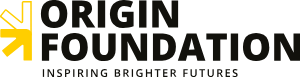 ORIGIN
FOUNDATION
INSPIRING BRIGHTER FUTURES